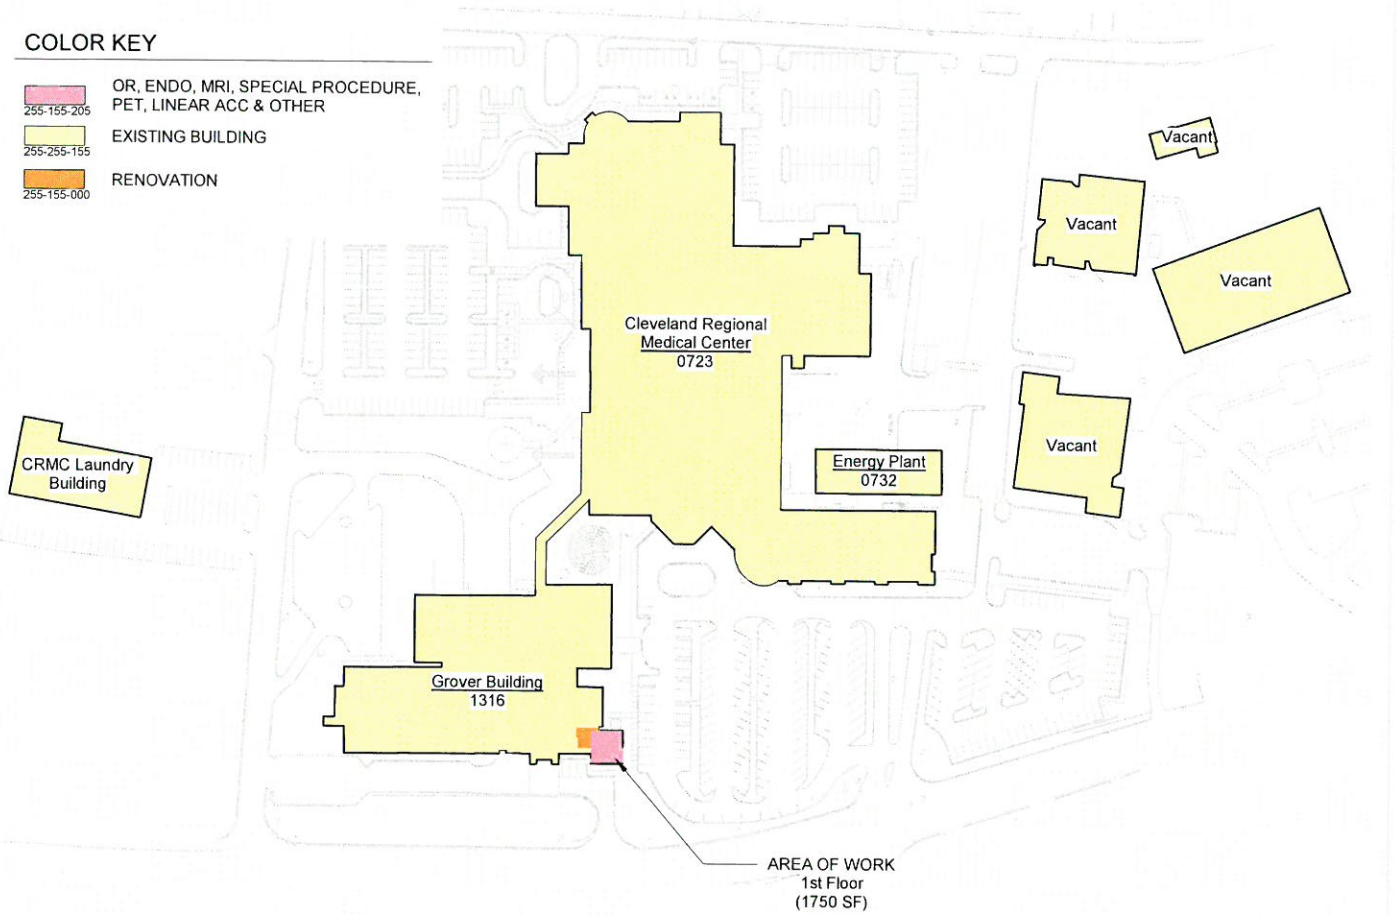 COLOR KEY
OR, ENDO, MRI, SPECIAL PROCEDURE,
PET, LINEAR ACC & OTHER
255-155-205
EXISTING BUILDING
255-255-155
RENOVATION
255-155-000
Vacant
Vacant
Vacant
Cleveland Regional
Medical Center
0723
Vacant
Energy Plant
0732
CRMC Laundry
Building
Grover Building
1316
AREA OF WORK
1st Floor
(1750 SF)